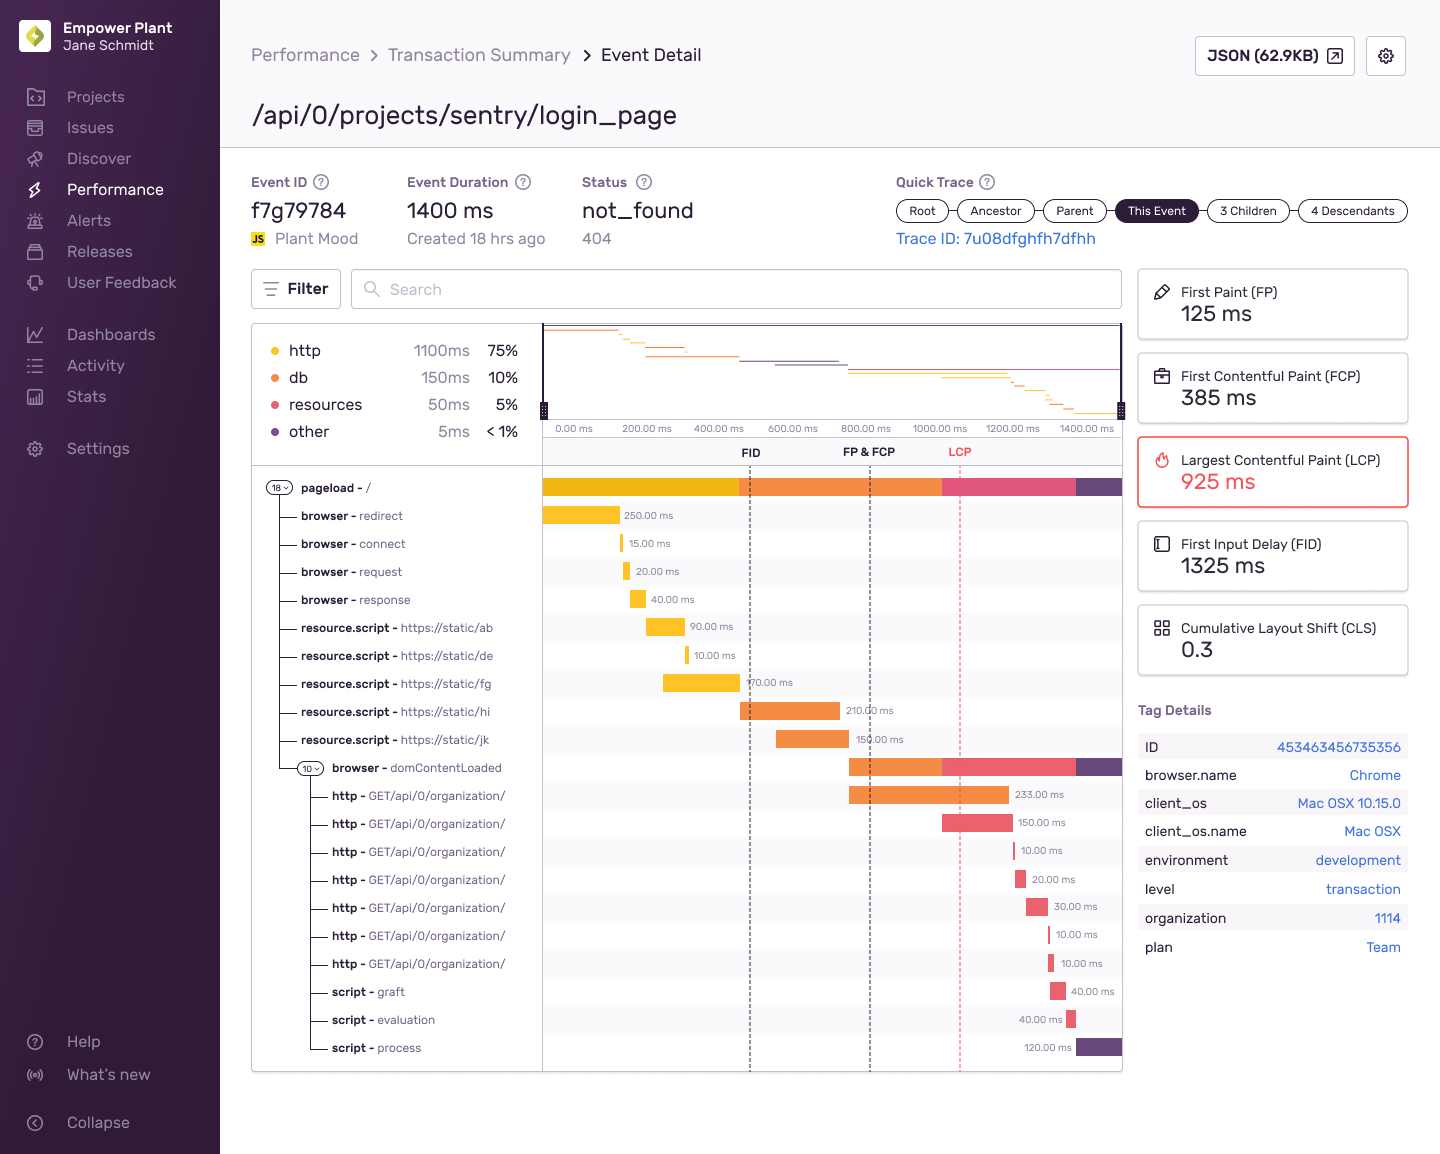 Empower Plant
Jane Schmidt
Projects
Issues
Discover
Performance
Alerts
Releases
User Feedback
Dashboards
Activity
Stats
Settings
Help
What's new
Collapse
Performance > Transaction Summary > Event Detail
JSON (62.9KB)
/api/0/projects/sentry/login_page
Event ID ?
f7g79784
JS Plant Mood
Event Duration ?
1400 ms
Created 18 hrs ago
Status ?
not_found
404
Quick Trace ?
Root Ancestor Parent This Event 3 Children 4 Descendants
Trace ID: 7u08dfghfh7dfhh
Filter
Search
http 1100ms 75%
db 150ms 10%
resources 50ms 5%
other 5ms < 1%
0.00 ms 200.00 ms 400.00 ms 600.00 ms 800.00 ms 1000.00 ms 1200.00 ms 1400.00 ms
FID FP & FCP LCP
18 pageload - /
browser - redirect 250.00 ms
browser - connect 15.00 ms
browser - request 20.00 ms
browser - response 40.00 ms
resource.script - https://static/ab 90.00 ms
resource.script - https://static/de 10.00 ms
resource.script - https://static/fg 170.00 ms
resource.script - https://static/hi 210.00 ms
resource.script - https://static/jk 150.00 ms
10 browser - domContentLoaded
http - GET/api/0/organization/ 233.00 ms
http - GET/api/0/organization/ 150.00 ms
http - GET/api/0/organization/ 10.00 ms
http - GET/api/0/organization/ 20.00 ms
http - GET/api/0/organization/ 30.00 ms
http - GET/api/0/organization/ 10.00 ms
http - GET/api/0/organization/ 10.00 ms
script - graft 40.00 ms
script - evaluation 40.00 ms
script - process 120.00 ms
First Paint (FP)
125 ms
First Contentful Paint (FCP)
385 ms
Largest Contentful Paint (LCP)
925 ms
First Input Delay (FID)
1325 ms
Cumulative Layout Shift (CLS)
0.3
Tag Details
ID 453463456735356
browser.name Chrome
client_os Mac OSX 10.15.0
client_os.name Mac OSX
environment development
level transaction
organization 1114
plan Team